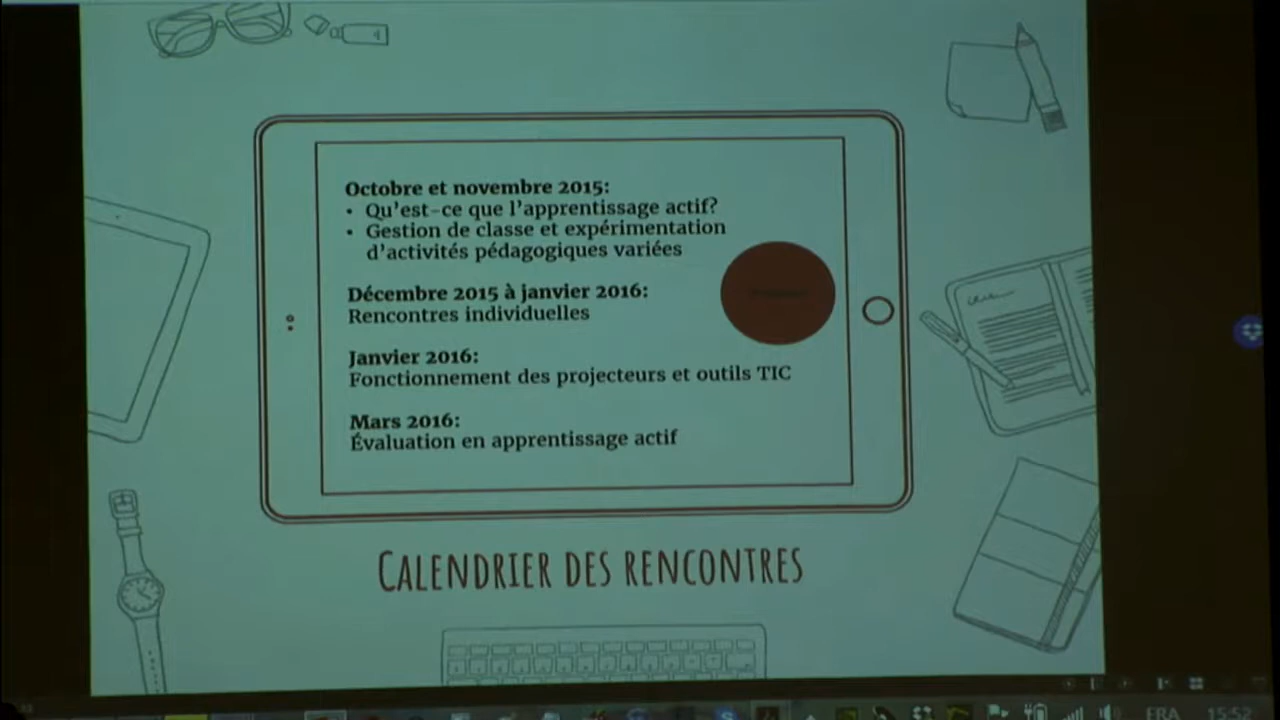 Octobre et novembre 2015:
• Qu'est-ce que l'apprentissage actif?
• Gestion de classe et expérimentation
d'activités pédagogiques variées
Décembre 2015 à janvier 2016:
Rencontres individuelles
Janvier 2016:
Fonctionnement des projecteurs et outils TIC
Mars 2016:
Évaluation en apprentissage actif
CALENDRIER DES RENCONTRES
FRA 15:52